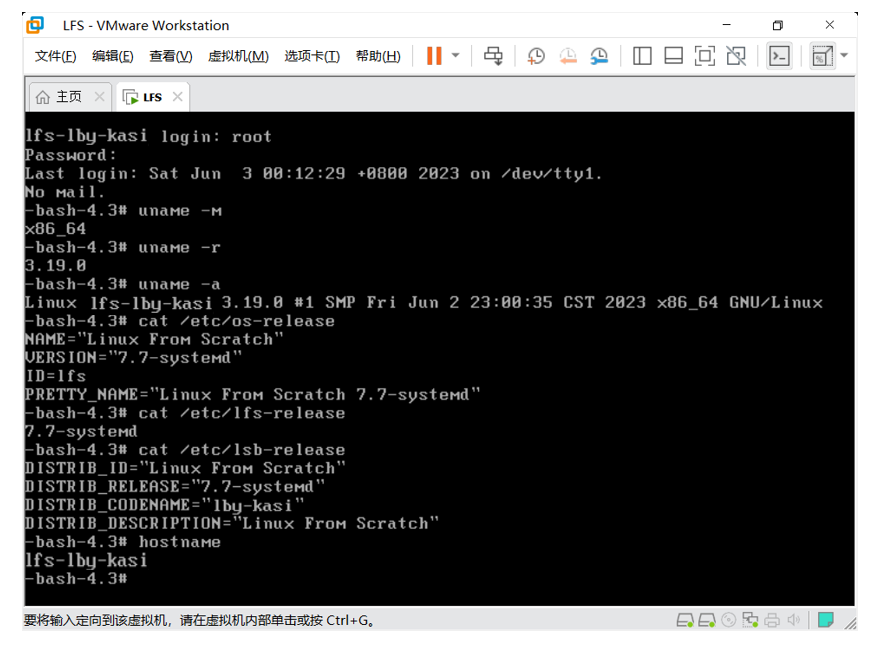 LFS - VMware Workstation
文件(F) 编辑(E) 查看(V) 虚拟机(M) 选项卡(T) 帮助(H)
主页 LFS
lfs-lby-kasi login: root
Password:
Last login: Sat Jun  3 00:12:29 +0800 2023 on /dev/tty1.
No mail.
-bash-4.3# uname -m
x86_64
-bash-4.3# uname -r
3.19.0
-bash-4.3# uname -a
Linux lfs-lby-kasi 3.19.0 #1 SMP Fri Jun 2 23:00:35 CST 2023 x86_64 GNU/Linux
-bash-4.3# cat /etc/os-release
NAME="Linux From Scratch"
VERSION="7.7-systemd"
ID=lfs
PRETTY_NAME="Linux From Scratch 7.7-systemd"
-bash-4.3# cat /etc/lfs-release
7.7-systemd
-bash-4.3# cat /etc/lsb-release
DISTRIB_ID="Linux From Scratch"
DISTRIB_RELEASE="7.7-systemd"
DISTRIB_CODENAME="lby-kasi"
DISTRIB_DESCRIPTION="Linux From Scratch"
-bash-4.3# hostname
lfs-lby-kasi
-bash-4.3#
要将输入定向到该虚拟机，请在虚拟机内部单击或按 Ctrl+G。